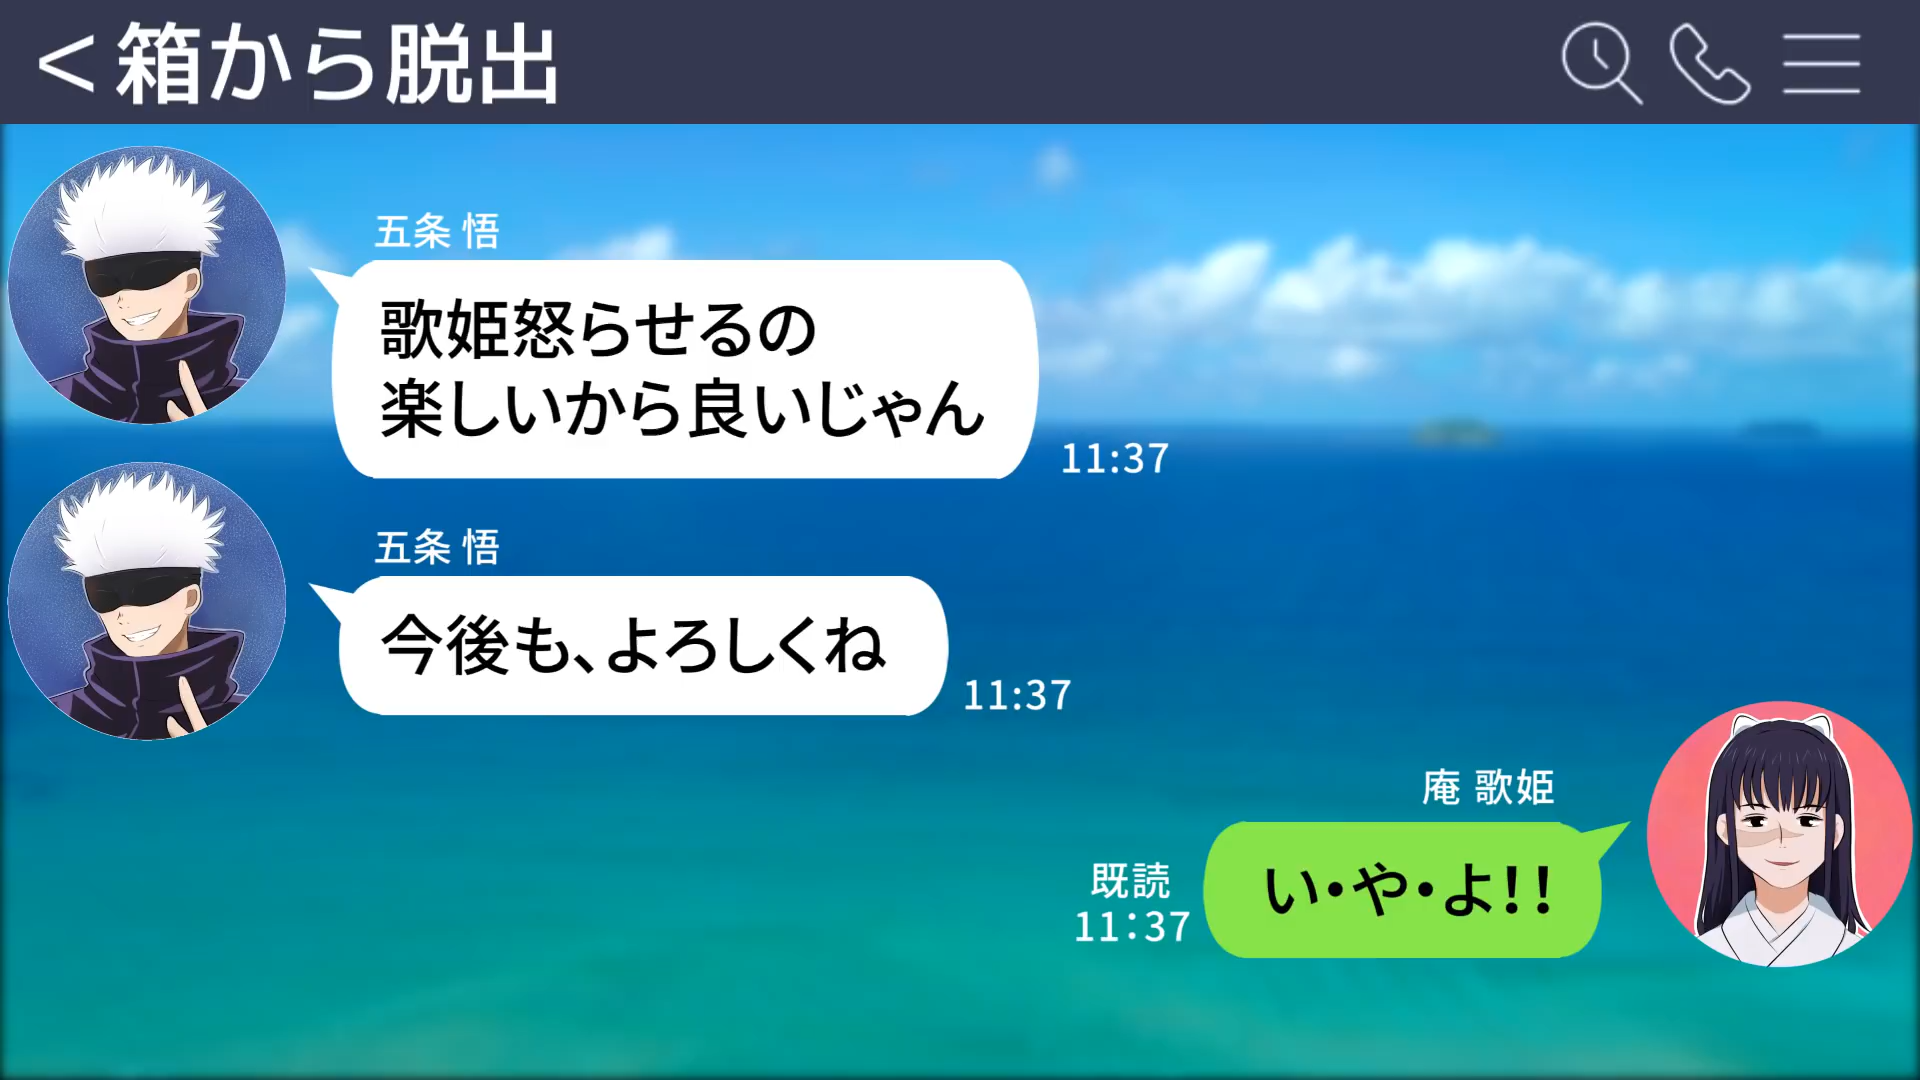 <箱から脱出
五条 悟
歌姫怒らせるの
楽しいから良いじゃん
11:37
五条 悟
今後も、よろしくね
11:37
庵 歌姫
い・や・よ!!
既読
11:37